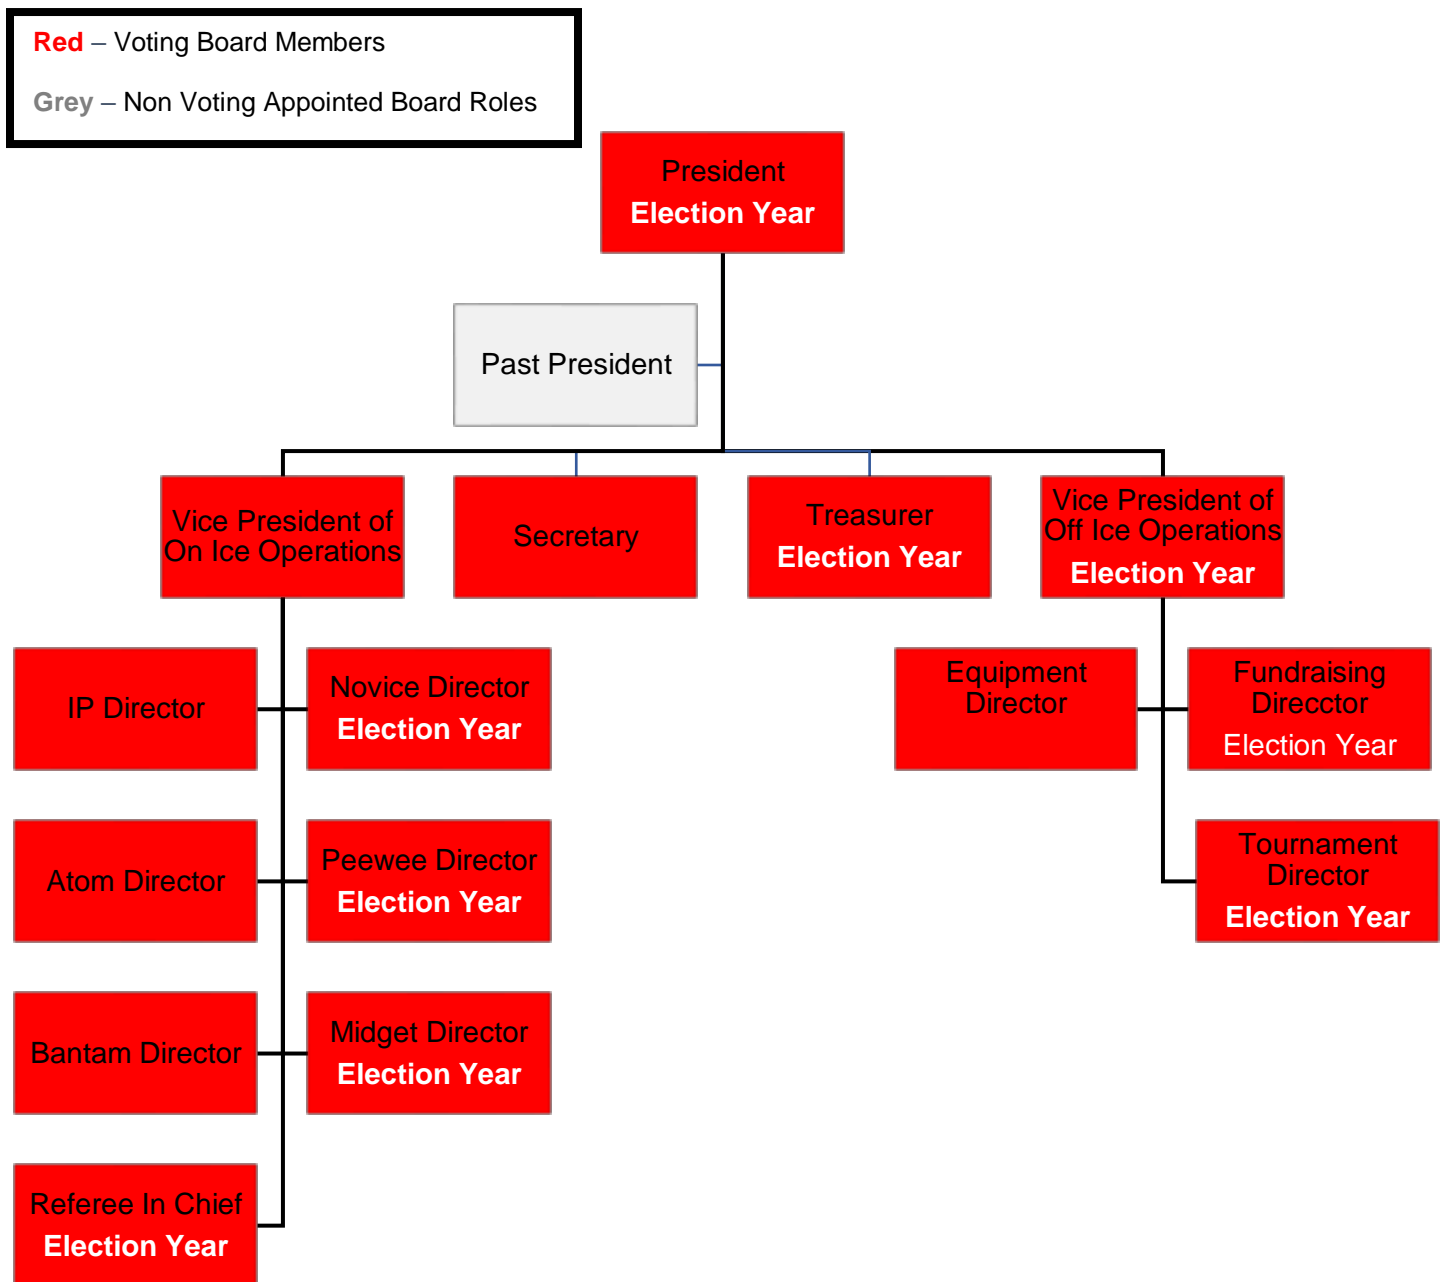 Red – Voting Board Members
Grey – Non Voting Appointed Board Roles
President
Election Year
Past President
Vice President of
On Ice Operations
Secretary
Treasurer
Election Year
Vice President of
Off Ice Operations
Election Year
IP Director
Novice Director
Election Year
Equipment
Director
Fundraising
Direcctor
Election Year
Atom Director
Peewee Director
Election Year
Tournament
Director
Election Year
Bantam Director
Midget Director
Election Year
Referee In Chief
Election Year